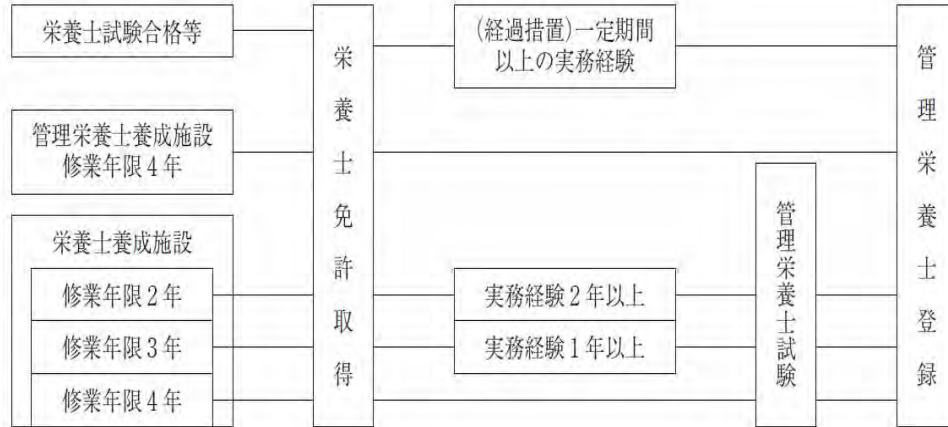 栄養士試験合格等
管理栄養士養成施設
修業年限4年
栄養士養成施設
修業年限2年
修業年限3年
修業年限4年
栄養士免許取得
(経過措置)一定期間
以上の実務経験
実務経験2年以上
実務経験1年以上
管理栄養士試験
管理栄養士登録